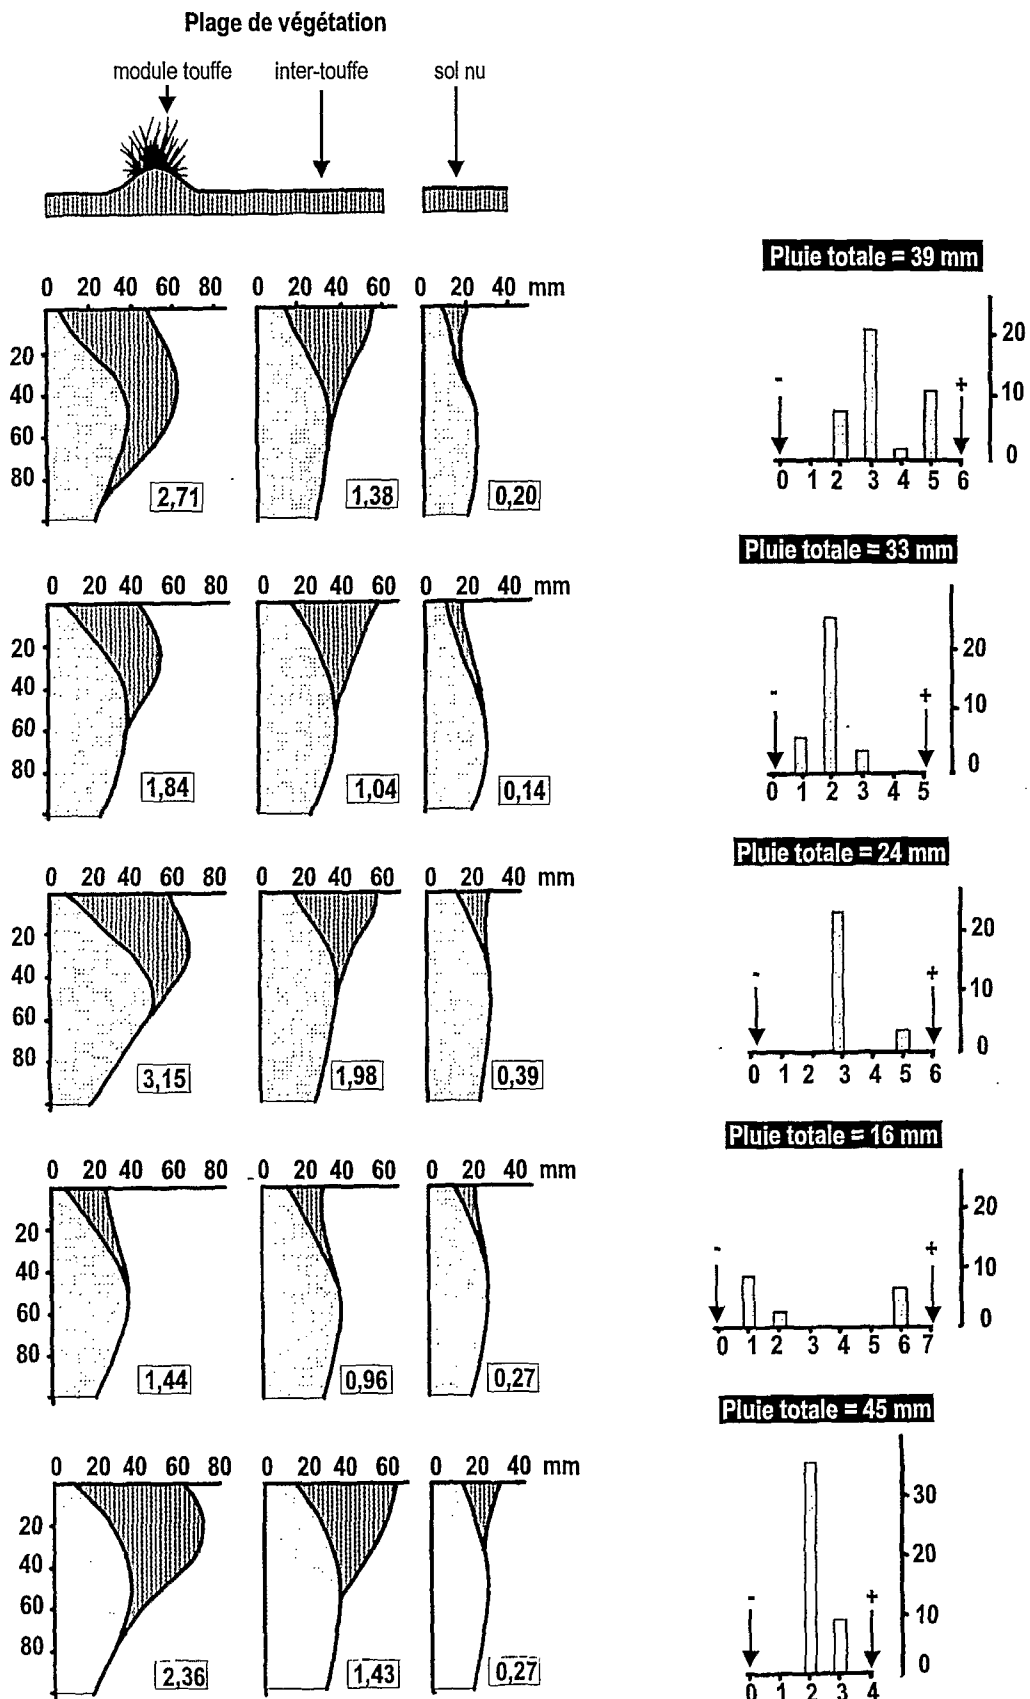 Plage de végétation
module touffe inter-touffe sol nu
Pluie totale = 39 mm
0 20 40 60 80 0 20 40 60 0 20 40 mm
20
40
60
80
2,71 1,38 0,20
- +
20
10
0
0 1 2 3 4 5 6
Pluie totale = 33 mm
0 20 40 60 80 0 20 40 60 0 20 40 mm
20
40
60
80
1,84 1,04 0,14
- +
20
10
0
0 1 2 3 4 5
Pluie totale = 24 mm
0 20 40 60 80 0 20 40 60 0 20 40 mm
20
40
60
80
3,15 1,98 0,39
- +
20
10
0
0 1 2 3 4 5 6
Pluie totale = 16 mm
0 20 40 60 80 0 20 40 60 0 20 40 mm
20
40
60
80
1,44 0,96 0,27
- +
20
10
0
0 1 2 3 4 5 6 7
Pluie totale = 45 mm
0 20 40 60 80 0 20 40 60 0 20 40 mm
20
40
60
80
2,36 1,43 0,27
- +
30
20
10
0
0 1 2 3 4